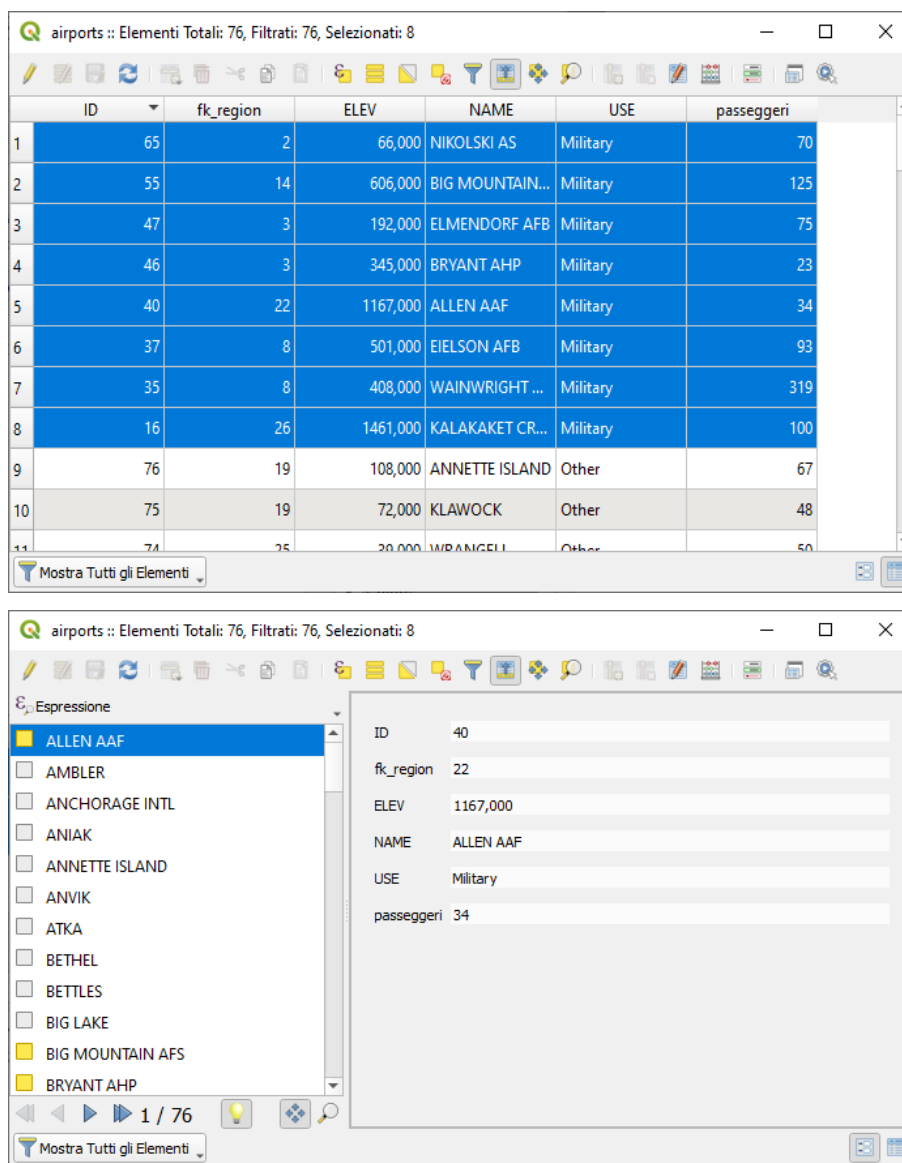 airports :: Elementi Totali: 76, Filtrati: 76, Selezionati: 8
ID fk_region ELEV NAME USE passeggeri
1 65 2 66,000 NIKOLSKI AS Military 70
2 55 14 606,000 BIG MOUNTAIN... Military 125
3 47 3 192,000 ELMENDORF AFB Military 75
4 46 3 345,000 BRYANT AHP Military 23
5 40 22 1167,000 ALLEN AAF Military 34
6 37 8 501,000 EIELSON AFB Military 93
7 35 8 408,000 WAINWRIGHT ... Military 319
8 16 26 1461,000 KALAKAKET CR... Military 100
9 76 19 108,000 ANNETTE ISLAND Other 67
10 75 19 72,000 KLAWOCK Other 48
11 74 25 39,000 WRANGELL Other 50
Mostra Tutti gli Elementi
airports :: Elementi Totali: 76, Filtrati: 76, Selezionati: 8
Espressione
ALLEN AAF
AMBLER
ANCHORAGE INTL
ANIAK
ANNETTE ISLAND
ANVIK
ATKA
BETHEL
BETTLES
BIG LAKE
BIG MOUNTAIN AFS
BRYANT AHP
1 / 76
Mostra Tutti gli Elementi
ID 40
fk_region 22
ELEV 1167,000
NAME ALLEN AAF
USE Military
passeggeri 34